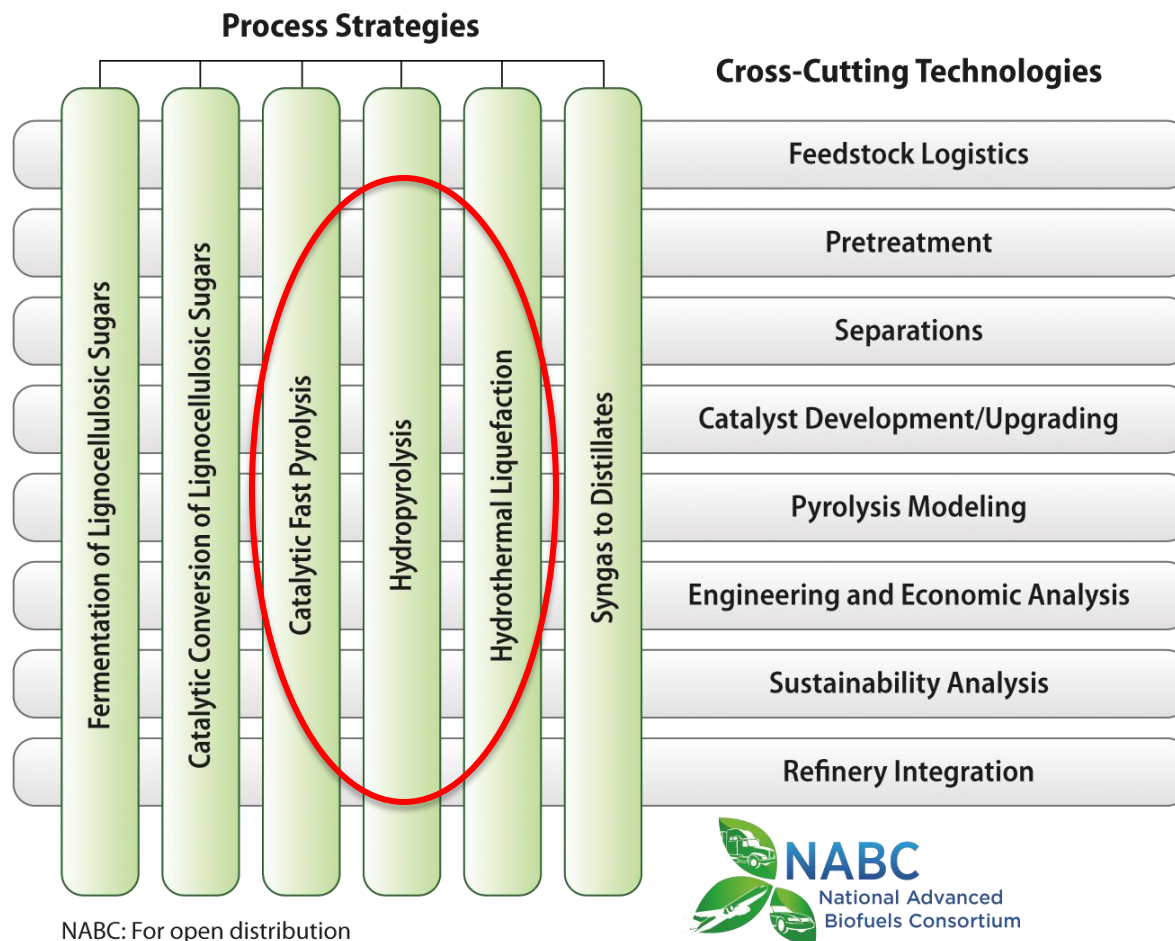 Process Strategies
Cross-Cutting Technologies
Fermentation of Lignocellulosic Sugars
Catalytic Conversion of Lignocellulosic Sugars
Catalytic Fast Pyrolysis
Hydropyrolysis
Hydrothermal Liquefaction
Syngas to Distillates
Feedstock Logistics
Pretreatment
Separations
Catalyst Development/Upgrading
Pyrolysis Modeling
Engineering and Economic Analysis
Sustainability Analysis
Refinery Integration
NABC
National Advanced
Biofuels Consortium
NABC: For open distribution